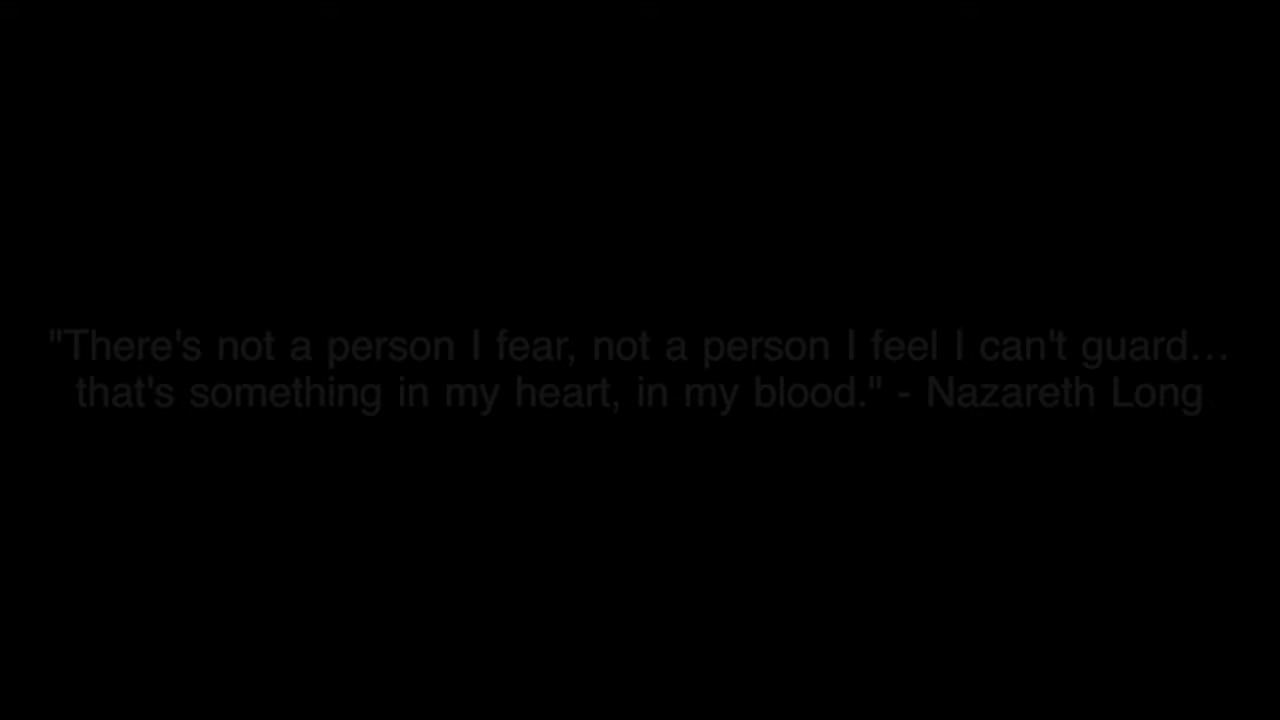 "There's not a person I fear, not a person I feel I can't guard…
that's something in my heart, in my blood." - Nazareth Long